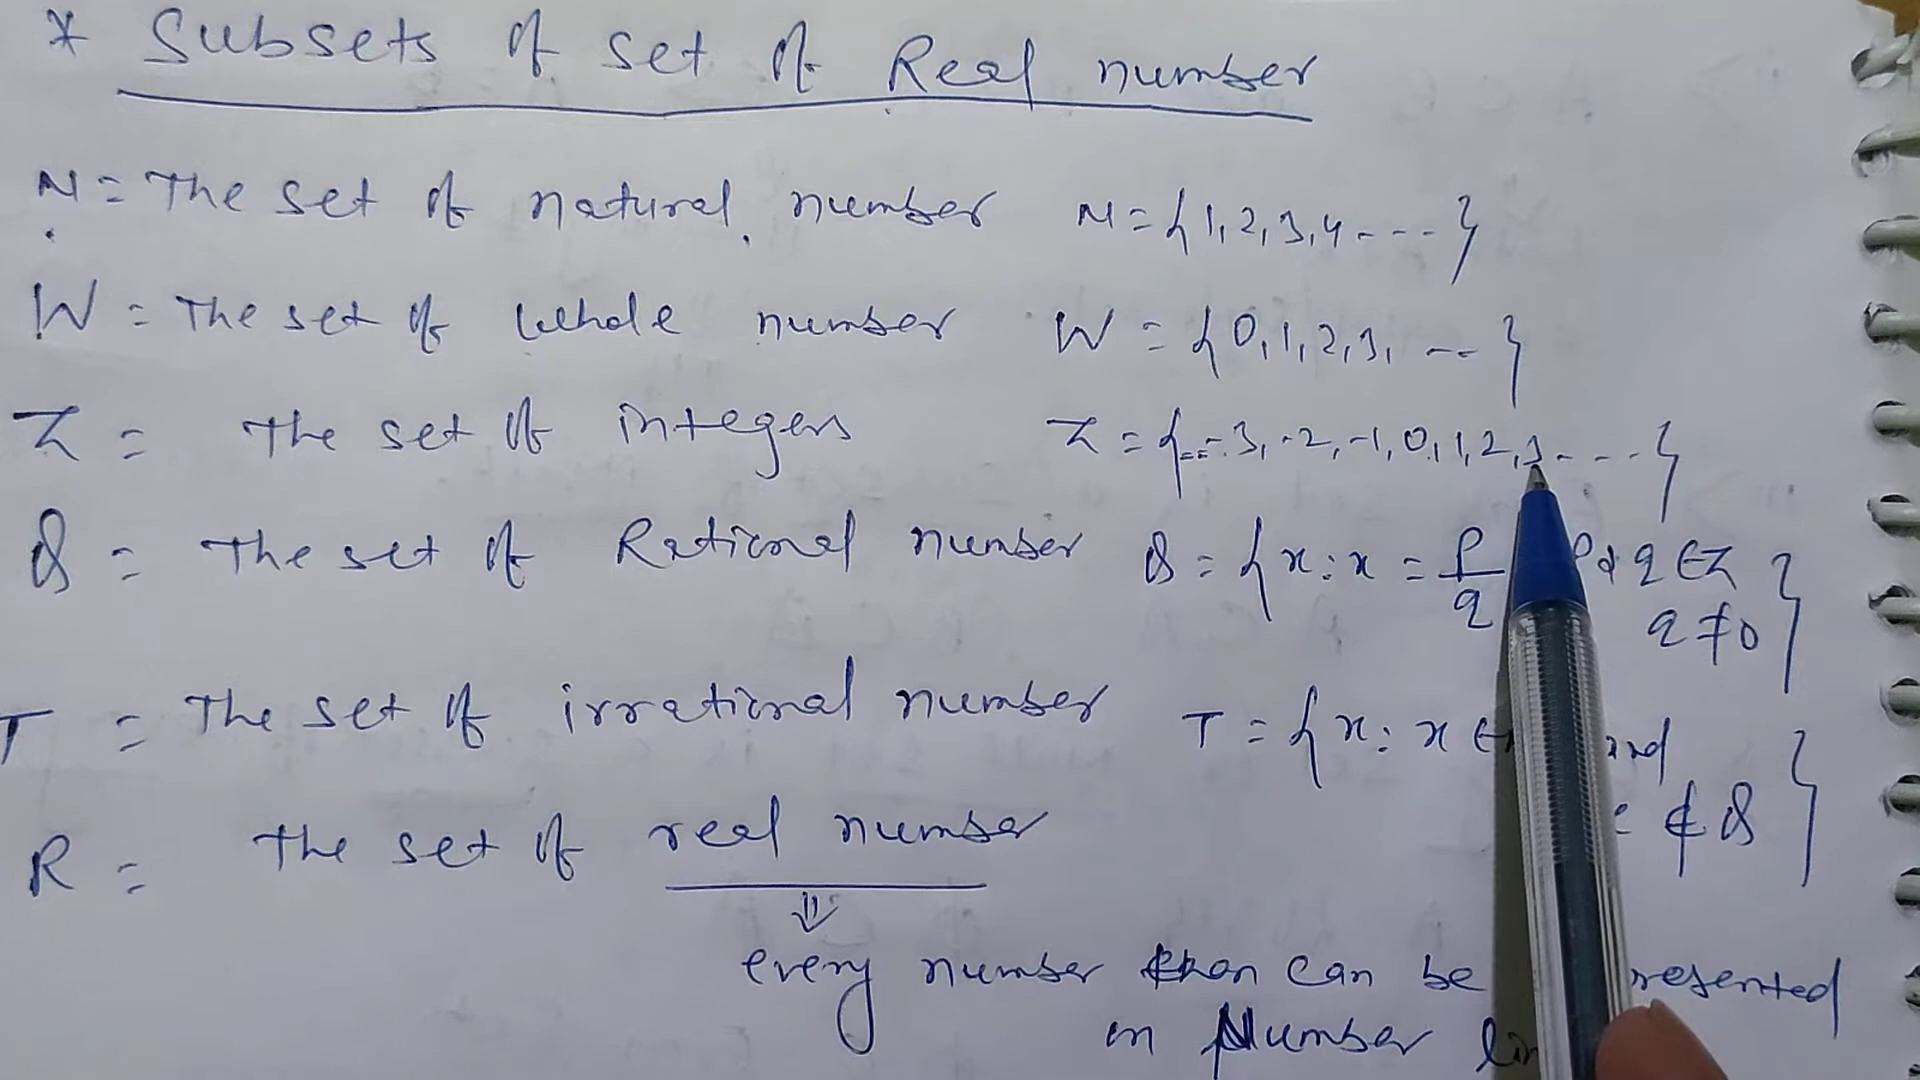 * Subsets of set of Real number
N = The set of natural number N = {1, 2, 3, 4 - - - - }
W = The set of whole number W = {0, 1, 2, 3, - - - }
Z = The set of integers Z = { - - - 3, -2, -1, 0, 1, 2, 3 - - - - }
Q = The set of Rational number Q = { x : x = p/q P & q ∈ Z
q ≠ 0 }
T = The set of irrational number T = { x : x ∈ and
∉ Q }
R = The set of real number
⇓
every number can be
in Number